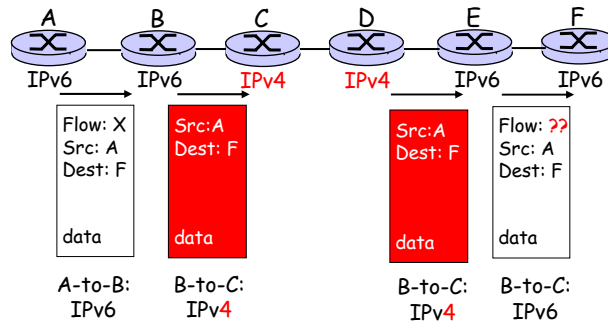 A B C D E F
IPv6 IPv6 IPv4 IPv4 IPv6 IPv6
Flow: X
Src: A
Dest: F
data
Src:A
Dest: F
data
Src:A
Dest: F
data
Flow: ??
Src: A
Dest: F
data
A-to-B:
IPv6
B-to-C:
IPv4
B-to-C:
IPv4
B-to-C:
IPv6